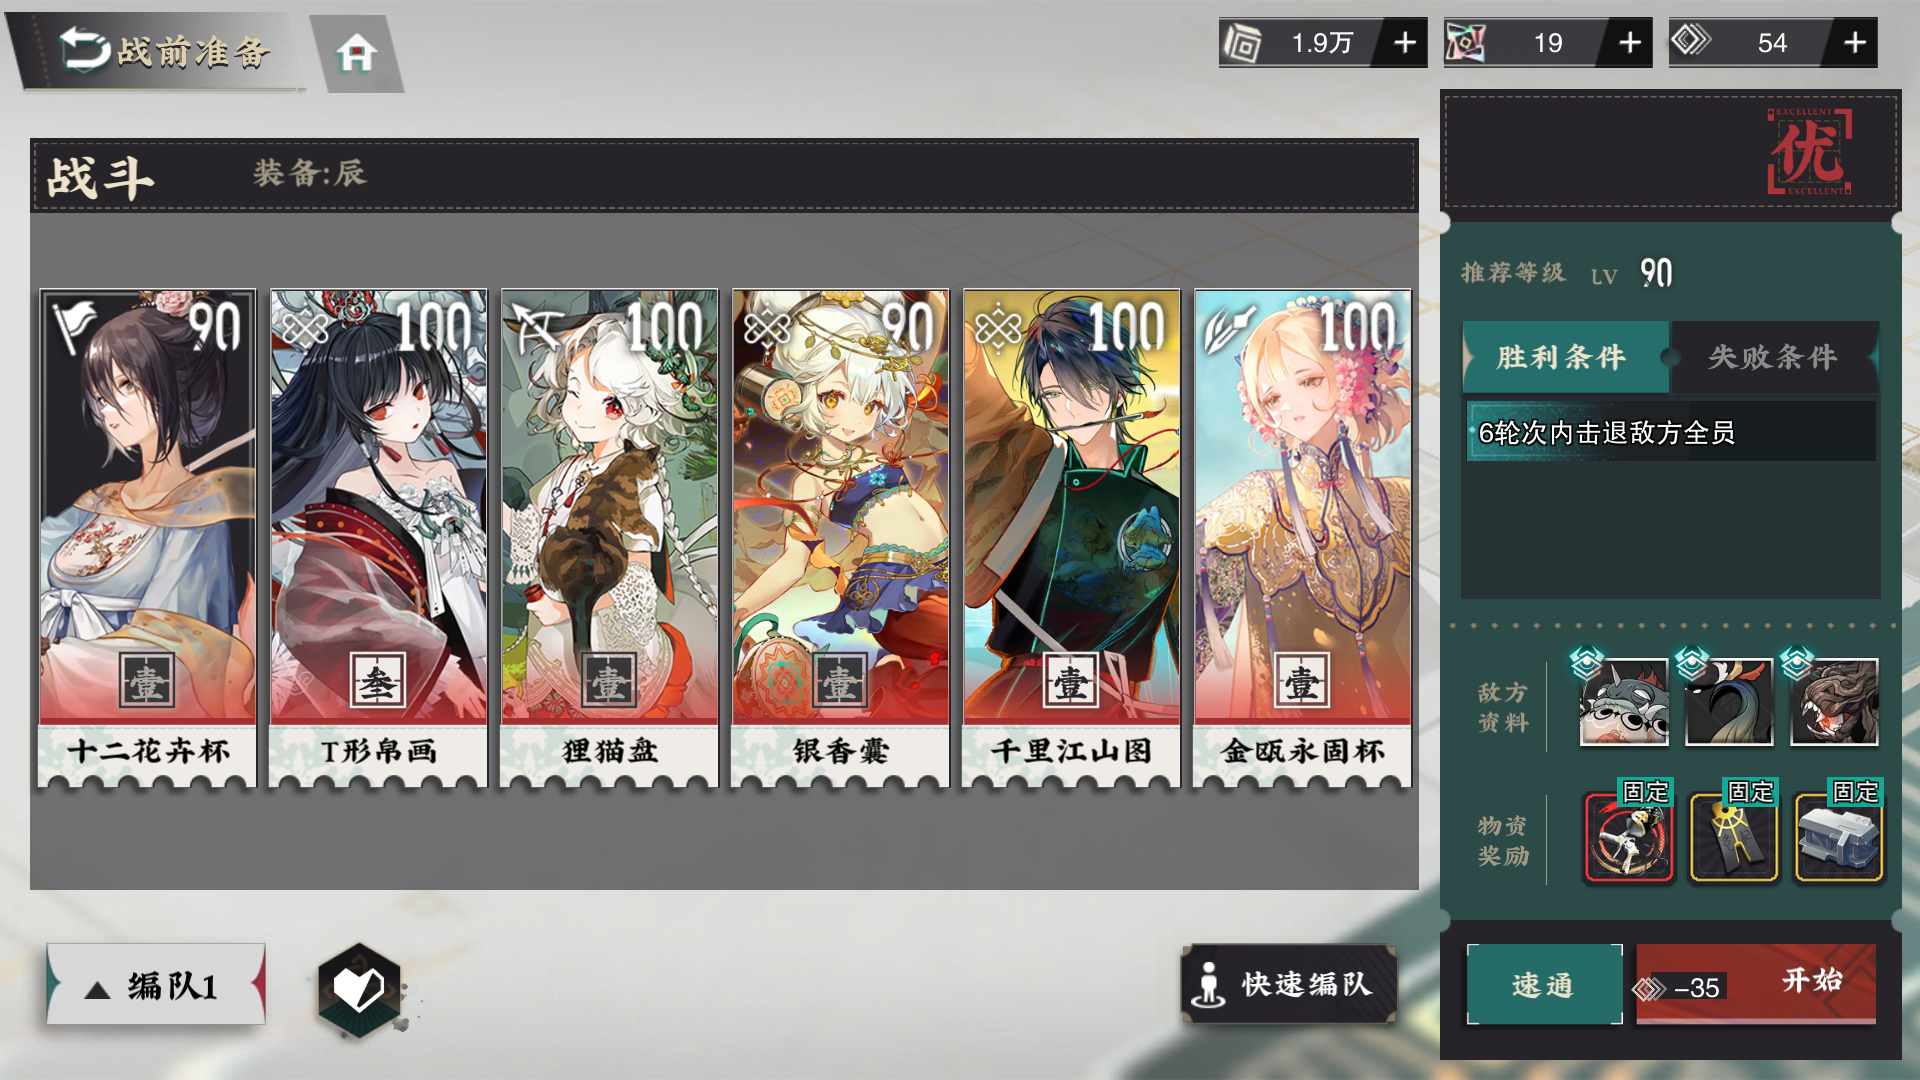 战前准备
1.9万
19
54
战斗
装备:辰
EXCELLENT
优
EXCELLENT
推荐等级 LV 90
胜利条件
失败条件
6轮次内击退敌方全员
90
100
100
90
100
100
壹
叁
壹
壹
壹
壹
十二花卉杯
T形帛画
狸猫盘
银香囊
千里江山图
金瓯永固杯
敌方
资料
固定
固定
固定
物资
奖励
编队1
快速编队
速通
-35
开始